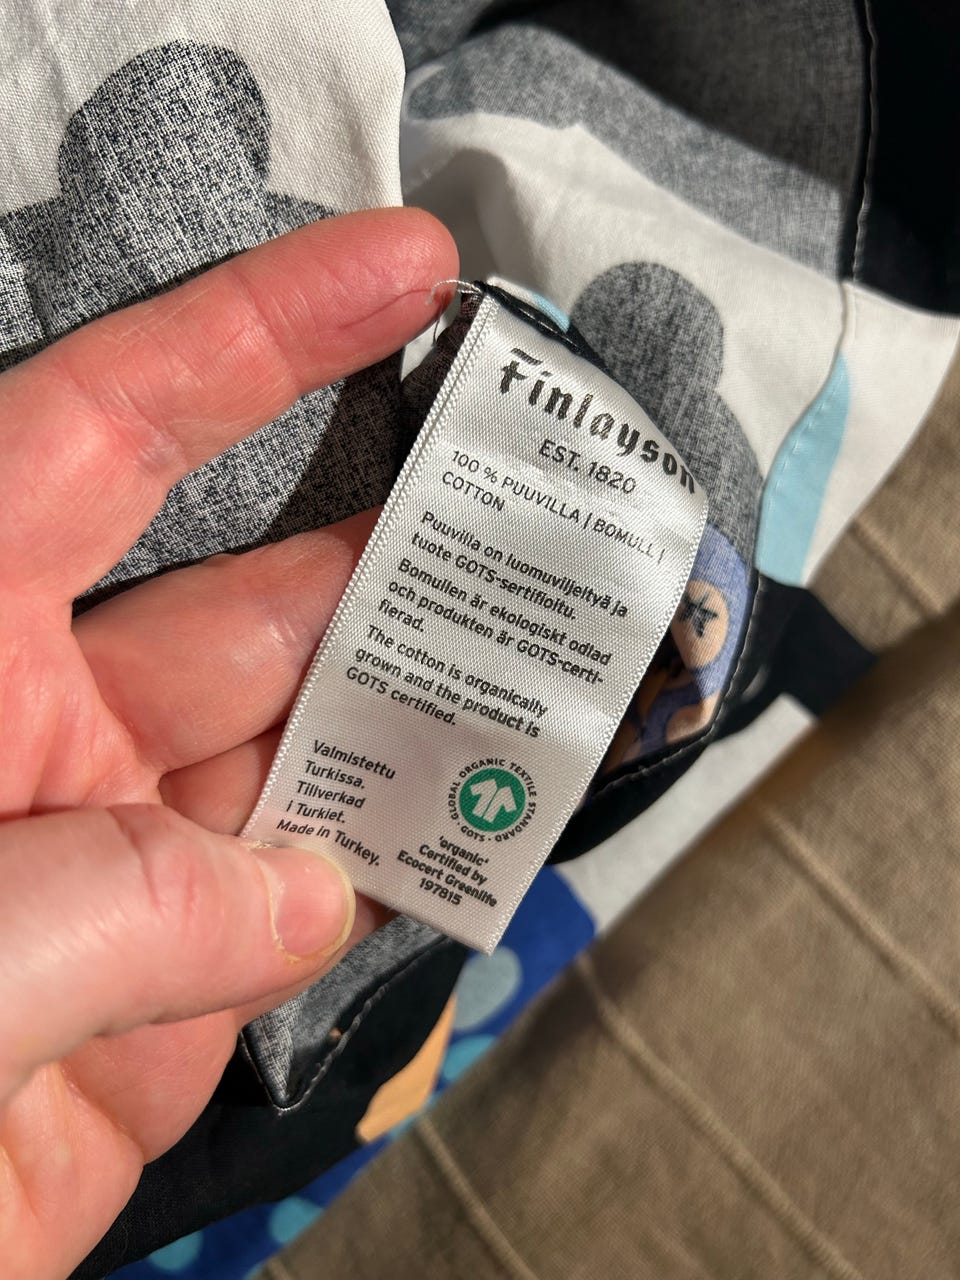 Finlayson
EST. 1820
100 % PUUVILLA | BOMULL |
COTTON
Puuvilla on luomuviljeltyä ja
tuote GOTS-sertifioitu.
Bomullen är ekologiskt odlad
och produkten är GOTS-certi-
fierad.
The cotton is organically
grown and the product is
GOTS certified.
Valmistettu
Turkissa.
Tillverkad
i Turkiet.
Made in Turkey.
GLOBAL ORGANIC TEXTILE STANDARD · GOTS ·
'organic'
Certified by
Ecocert Greenlife
197815